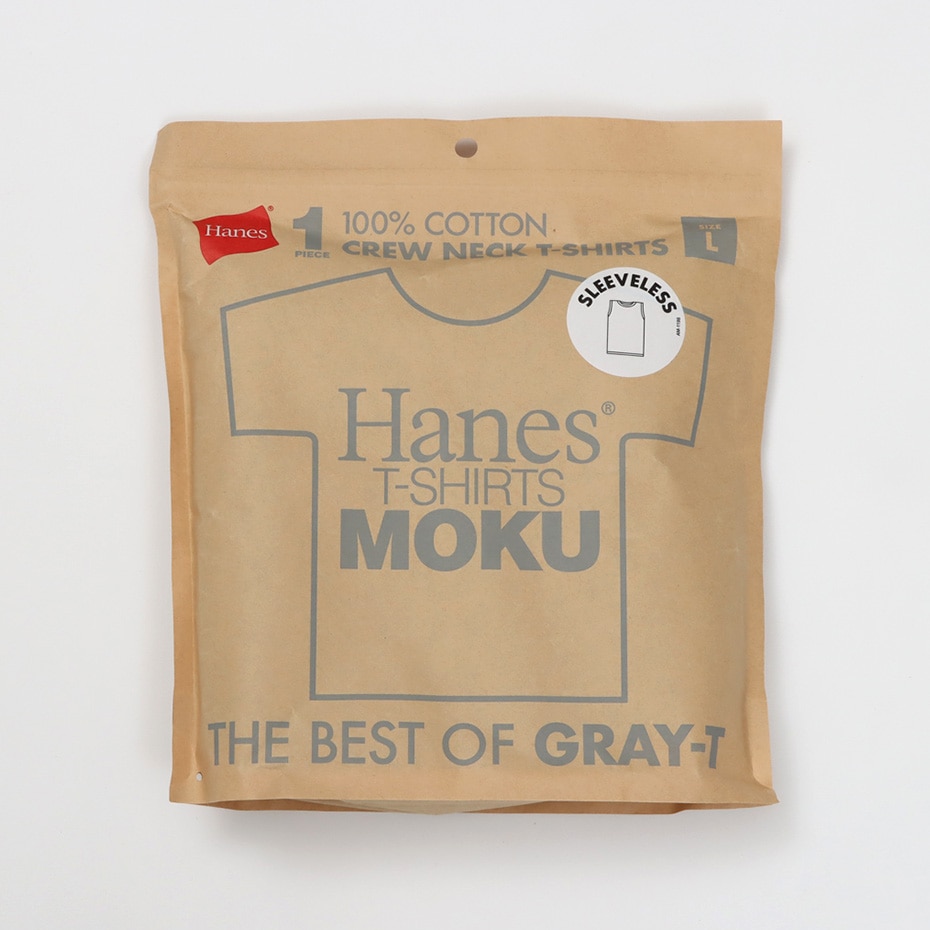 Hanes®
1
PIECE
100% COTTON
CREW NECK T-SHIRTS
SIZE
L
SLEEVELESS
Hanes®
T-SHIRTS
MOKU
THE BEST OF GRAY-T